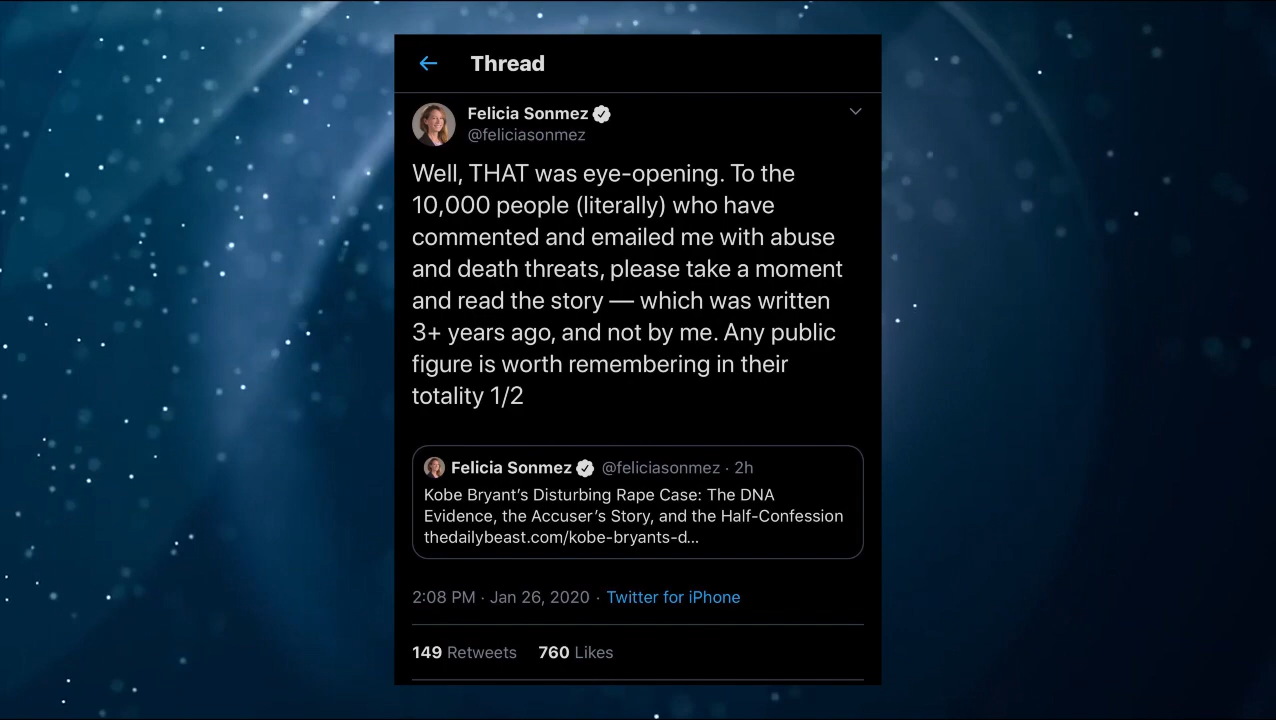 Thread
Felicia Sonmez
@feliciasonmez
Well, THAT was eye-opening. To the
10,000 people (literally) who have
commented and emailed me with abuse
and death threats, please take a moment
and read the story — which was written
3+ years ago, and not by me. Any public
figure is worth remembering in their
totality 1/2
Felicia Sonmez @feliciasonmez · 2h
Kobe Bryant's Disturbing Rape Case: The DNA
Evidence, the Accuser's Story, and the Half-Confession
thedailybeast.com/kobe-bryants-d...
2:08 PM · Jan 26, 2020 · Twitter for iPhone
149 Retweets 760 Likes